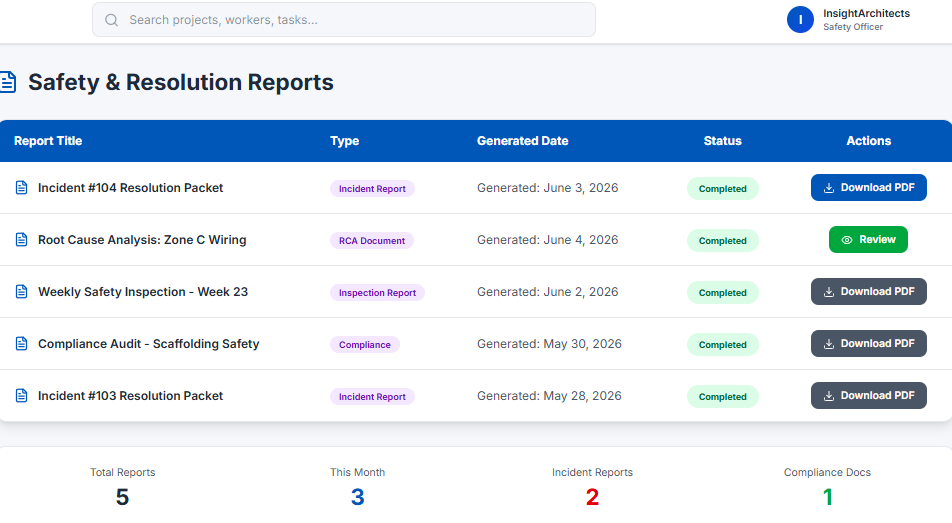 Search projects, workers, tasks...
I
InsightArchitects
Safety Officer
Safety & Resolution Reports
Report Title Type Generated Date Status Actions
Incident #104 Resolution Packet Incident Report Generated: June 3, 2026 Completed Download PDF
Root Cause Analysis: Zone C Wiring RCA Document Generated: June 4, 2026 Completed Review
Weekly Safety Inspection - Week 23 Inspection Report Generated: June 2, 2026 Completed Download PDF
Compliance Audit - Scaffolding Safety Compliance Generated: May 30, 2026 Completed Download PDF
Incident #103 Resolution Packet Incident Report Generated: May 28, 2026 Completed Download PDF
Total Reports This Month Incident Reports Compliance Docs
5 3 2 1